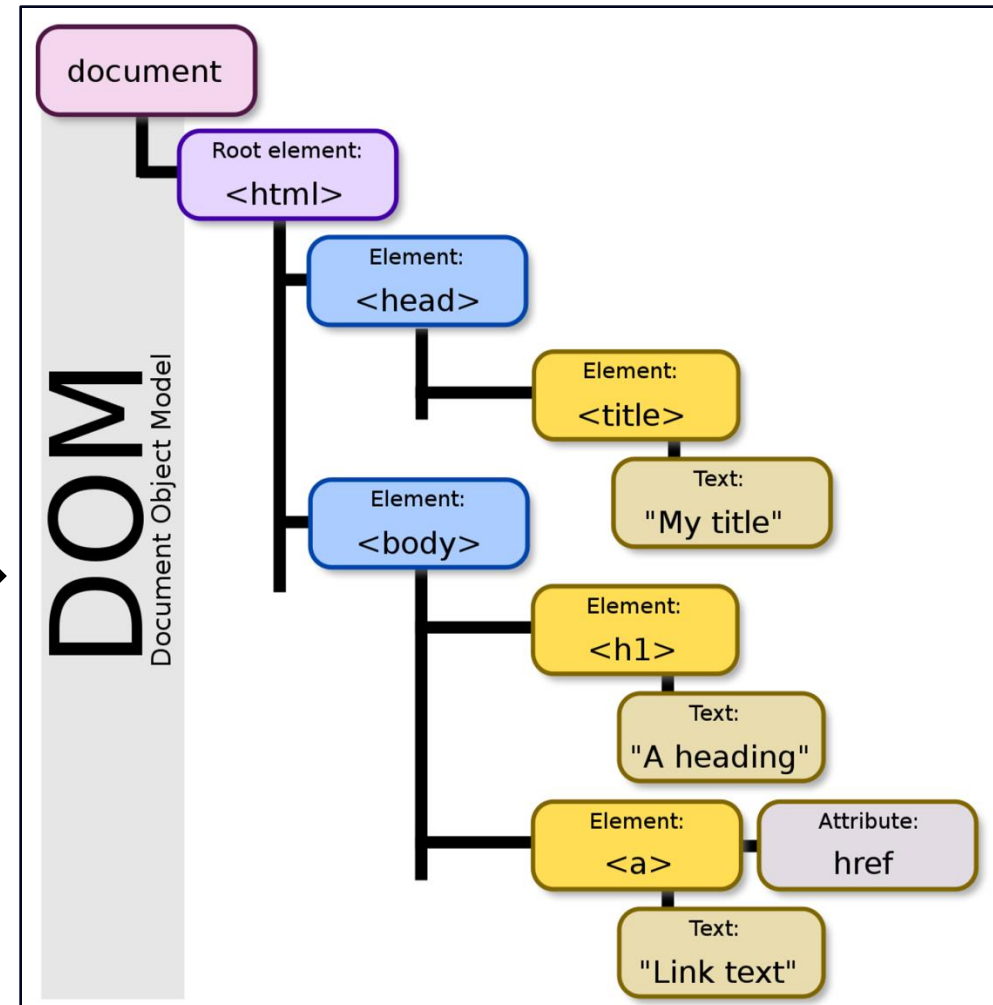 document
Root element:
<html>
Element:
<head>
Element:
<title>
Text:
"My title"
Element:
<body>
Element:
<h1>
Text:
"A heading"
Element:
<a>
Attribute:
href
Text:
"Link text"
DOM
Document Object Model